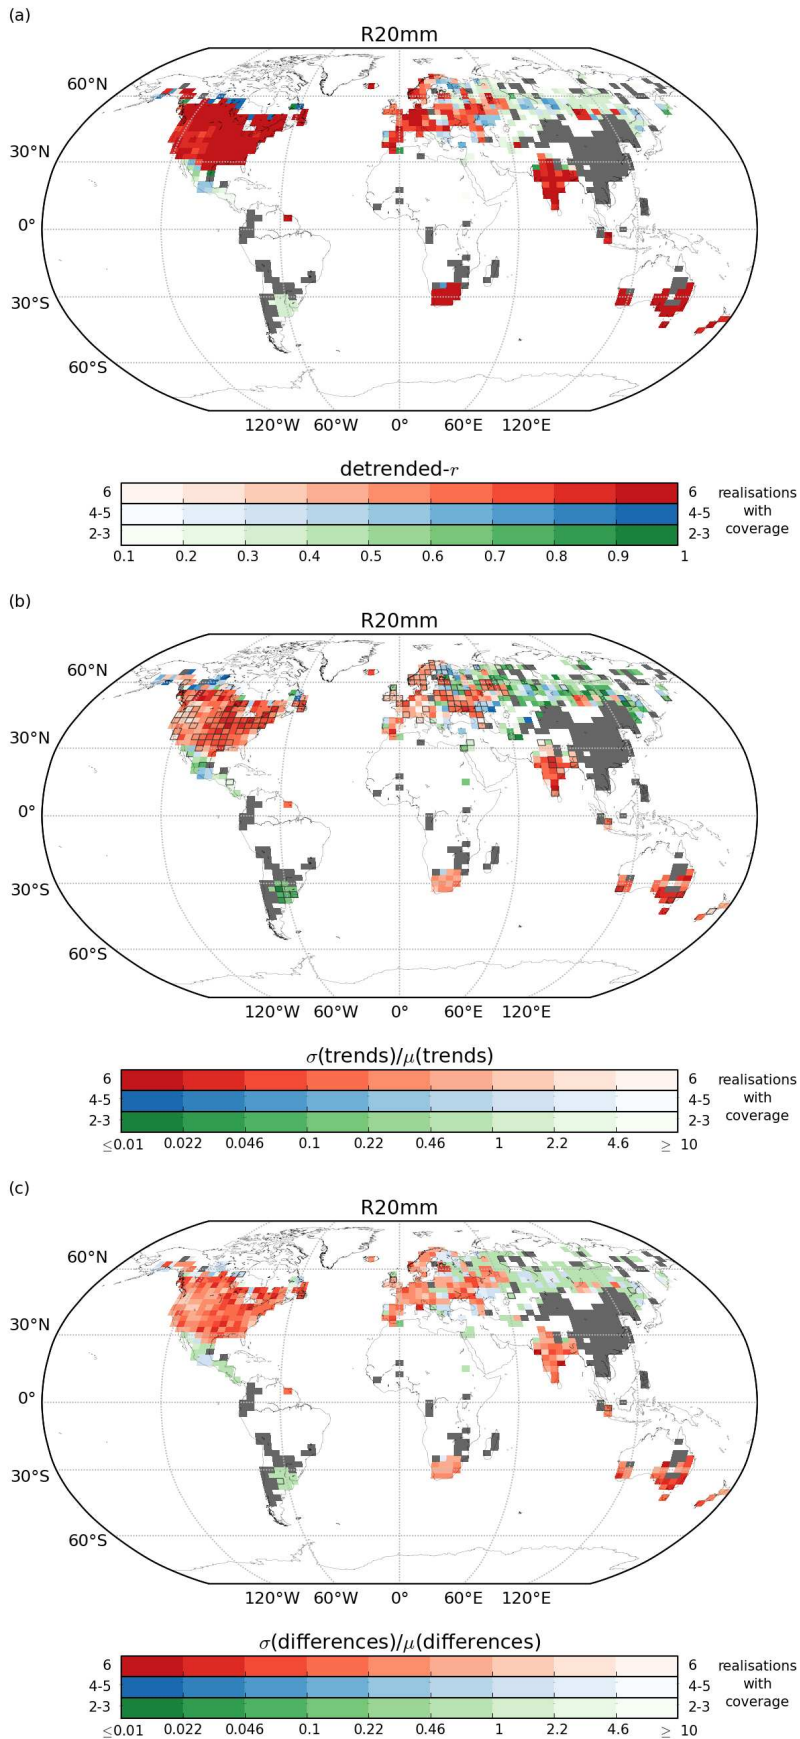 (a)
R20mm
60°N
30°N
0°
30°S
60°S
120°W 60°W 0° 60°E 120°E
detrended-r
6 6 realisations
4-5 4-5 with
2-3 2-3 coverage
0.1 0.2 0.3 0.4 0.5 0.6 0.7 0.8 0.9 1
(b)
R20mm
60°N
30°N
0°
30°S
60°S
120°W 60°W 0° 60°E 120°E
σ(trends)/μ(trends)
6 6 realisations
4-5 4-5 with
2-3 2-3 coverage
≤0.01 0.022 0.046 0.1 0.22 0.46 1 2.2 4.6 ≥ 10
(c)
R20mm
60°N
30°N
0°
30°S
60°S
120°W 60°W 0° 60°E 120°E
σ(differences)/μ(differences)
6 6 realisations
4-5 4-5 with
2-3 2-3 coverage
≤0.01 0.022 0.046 0.1 0.22 0.46 1 2.2 4.6 ≥ 10